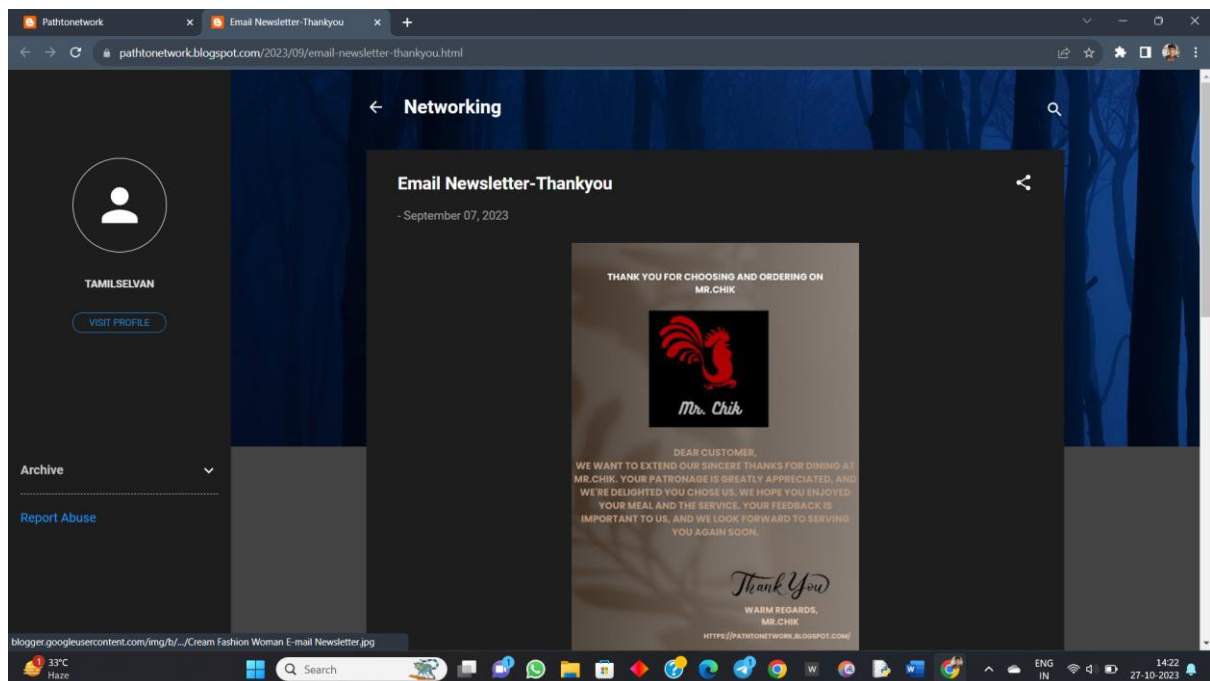 Pathtonetwork
Email Newsletter-Thankyou
pathtonetwork.blogspot.com/2023/09/email-newsletter-thankyou.html
Networking
Email Newsletter-Thankyou
- September 07, 2023
TAMILSELVAN
VISIT PROFILE
Archive
Report Abuse
THANK YOU FOR CHOOSING AND ORDERING ON
MR.CHIK
Mr. Chik
DEAR CUSTOMER,
WE WANT TO EXTEND OUR SINCERE THANKS FOR DINING AT
MR.CHIK. YOUR PATRONAGE IS GREATLY APPRECIATED, AND
WE'RE DELIGHTED YOU CHOSE US. WE HOPE YOU ENJOYED
YOUR MEAL AND THE SERVICE. YOUR FEEDBACK IS
IMPORTANT TO US, AND WE LOOK FORWARD TO SERVING
YOU AGAIN SOON.
Thank You
WARM REGARDS,
MR.CHIK
HTTPS://PATHTONETWORK.BLOGSPOT.COM/
blogger.googleusercontent.com/img/b/.../Cream Fashion Woman E-mail Newsletter.jpg
1
33°C
Haze
Search
ENG
IN
14:22
27-10-2023